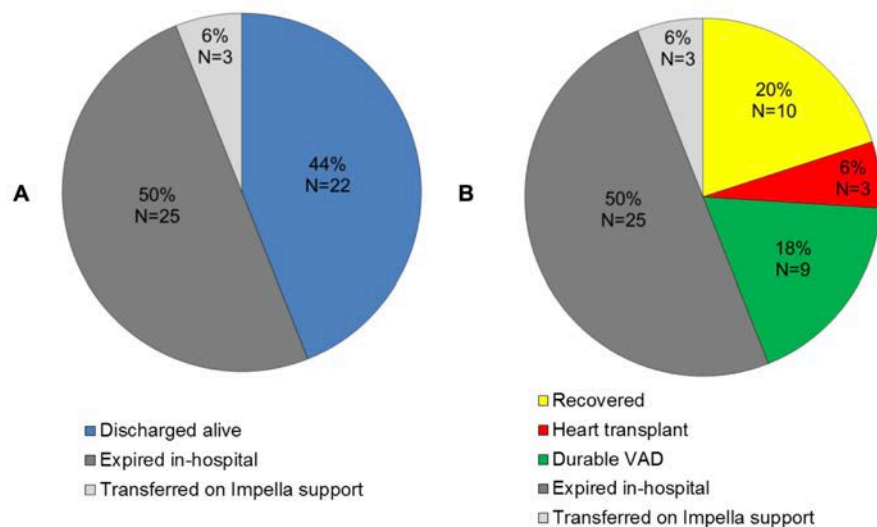 A
6%
N=3
44%
N=22
50%
N=25
Discharged alive
Expired in-hospital
Transferred on Impella support
B
6%
N=3
20%
N=10
6%
N=3
50%
N=25
18%
N=9
Recovered
Heart transplant
Durable VAD
Expired in-hospital
Transferred on Impella support